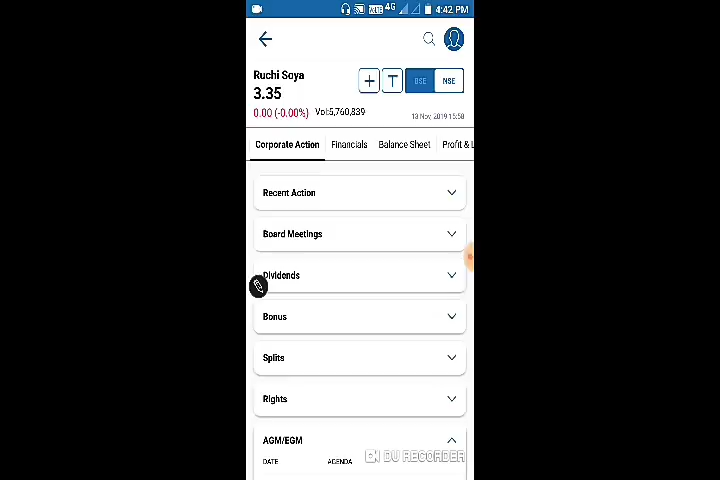 4G 4:42 PM
Ruchi Soya
3.35
+ T BSE NSE
0.00 (-0.00%) Vol:5,760,839
13 Nov, 2019 15:58
Corporate Action Financials Balance Sheet Profit & L
Recent Action
Board Meetings
Dividends
Bonus
Splits
Rights
AGM/EGM
DATE AGENDA
DU RECORDER